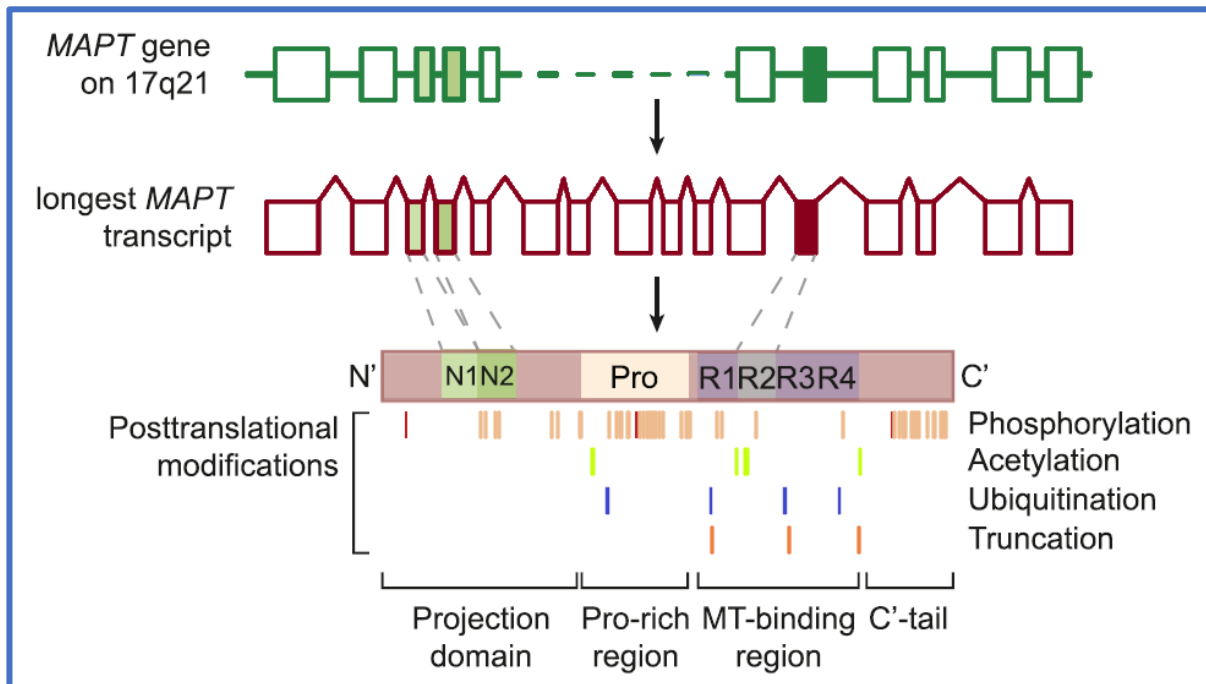 MAPT gene
on 17q21
longest MAPT
transcript
N'
N1
N2
Pro
R1
R2
R3
R4
C'
Posttranslational
modifications
Phosphorylation
Acetylation
Ubiquitination
Truncation
Projection
domain
Pro-rich
region
MT-binding
region
C'-tail